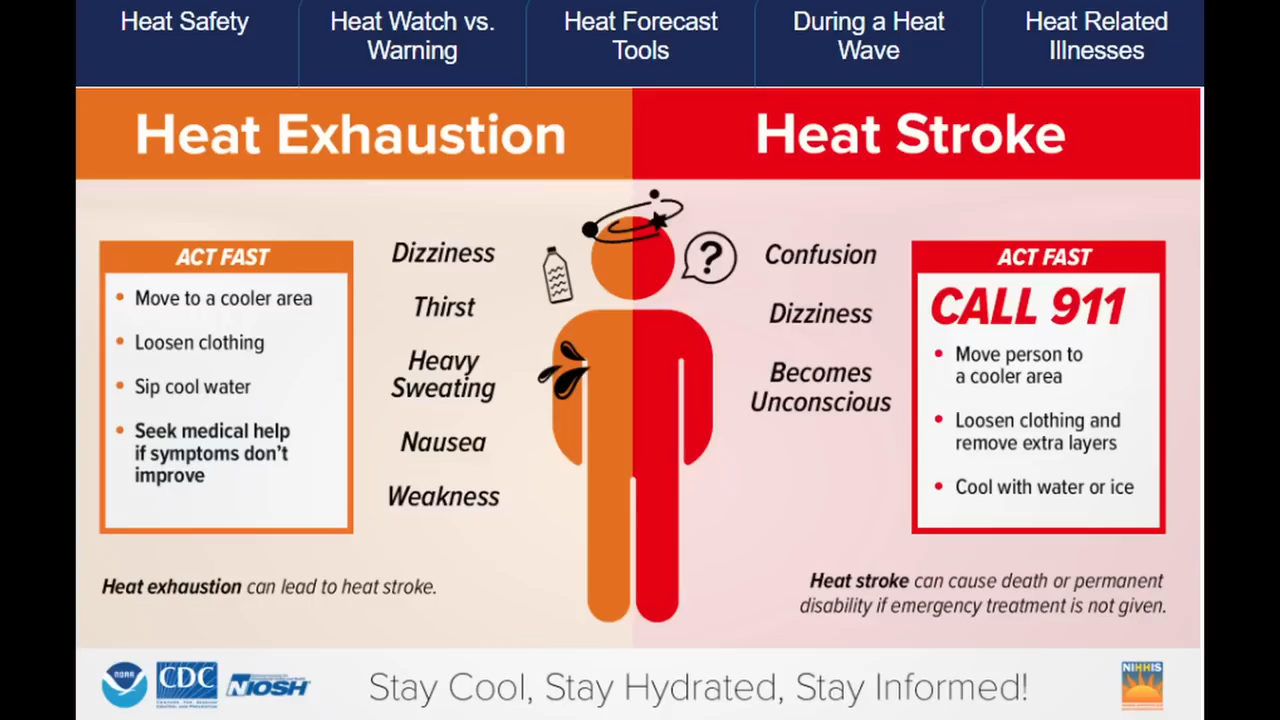 Heat Safety
Heat Watch vs.
Warning
Heat Forecast
Tools
During a Heat
Wave
Heat Related
Illnesses
Heat Exhaustion
Heat Stroke
ACT FAST
• Move to a cooler area
• Loosen clothing
• Sip cool water
• Seek medical help
if symptoms don't
improve
Dizziness
Thirst
Heavy
Sweating
Nausea
Weakness
?
Confusion
Dizziness
Becomes
Unconscious
ACT FAST
CALL 911
• Move person to
a cooler area
• Loosen clothing and
remove extra layers
• Cool with water or ice
Heat exhaustion can lead to heat stroke.
Heat stroke can cause death or permanent
disability if emergency treatment is not given.
NOAA
CDC
NIOSH
Stay Cool, Stay Hydrated, Stay Informed!
NIHHIS